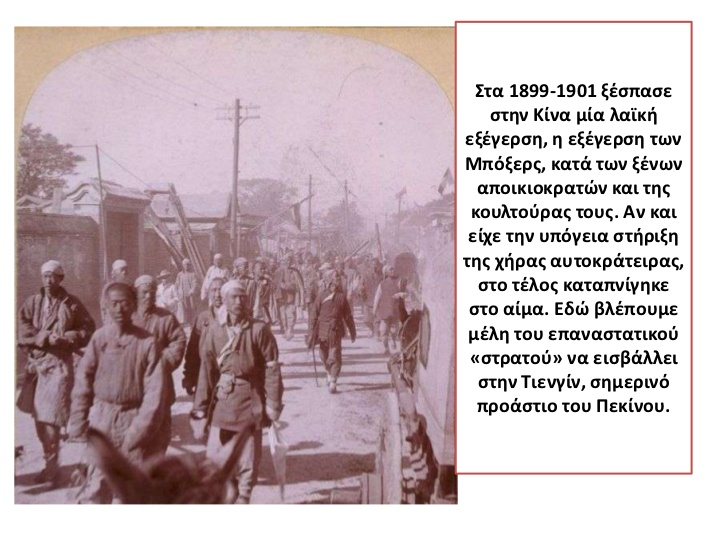 Στα 1899-1901 ξέσπασε
στην Κίνα μία λαϊκή
εξέγερση, η εξέγερση των
Μπόξερς, κατά των ξένων
αποικιοκρατών και της
κουλτούρας τους. Αν και
είχε την υπόγεια στήριξη
της χήρας αυτοκράτειρας,
στο τέλος καταπνίγηκε
στο αίμα. Εδώ βλέπουμε
μέλη του επαναστατικού
«στρατού» να εισβάλλει
στην Τιενγίν, σημερινό
προάστιο του Πεκίνου.